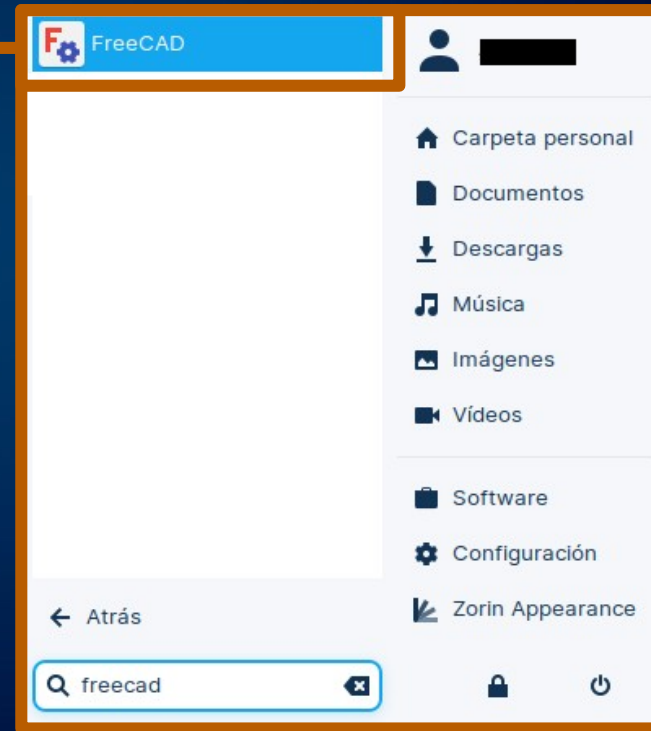 FreeCAD
Carpeta personal
Documentos
Descargas
Música
Imágenes
Vídeos
Software
Configuración
Zorin Appearance
Atrás
freecad